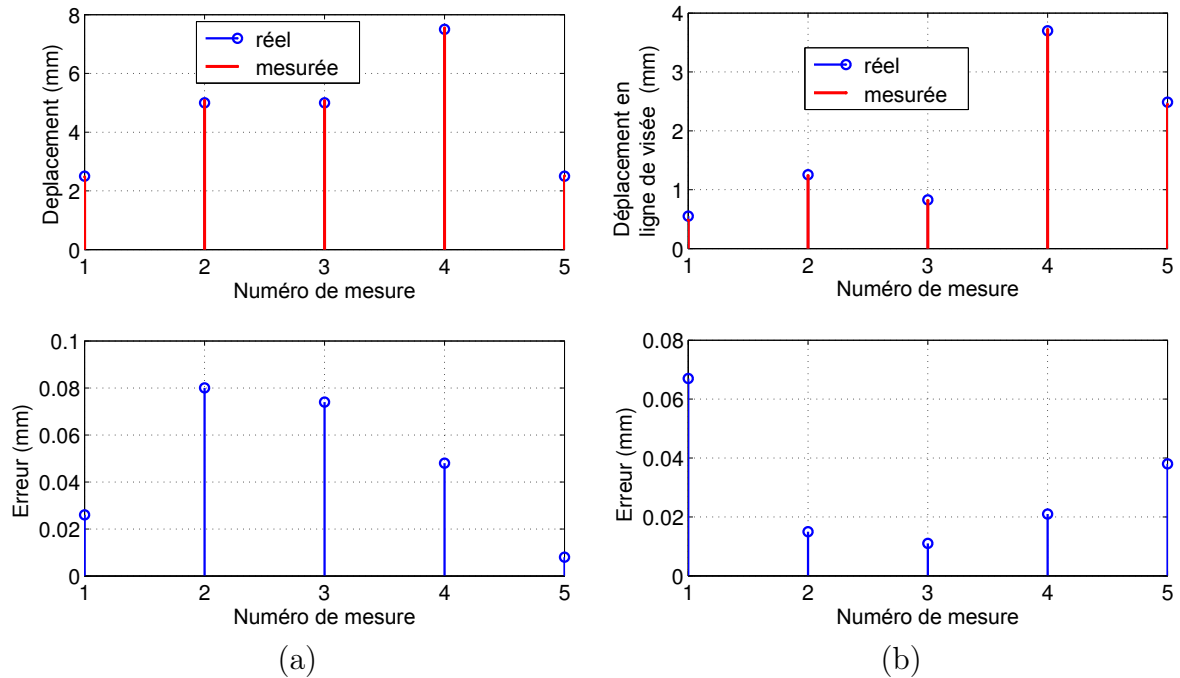 8
6
4
2
0
Deplacement (mm)
réel
mesurée
1 2 3 4 5
Numéro de mesure
4
3
2
1
0
Déplacement en
ligne de visée (mm)
réel
mesurée
1 2 3 4 5
Numéro de mesure
0.1
0.08
0.06
0.04
0.02
0
Erreur (mm)
1 2 3 4 5
Numéro de mesure
(a)
0.08
0.06
0.04
0.02
0
Erreur (mm)
1 2 3 4 5
Numéro de mesure
(b)